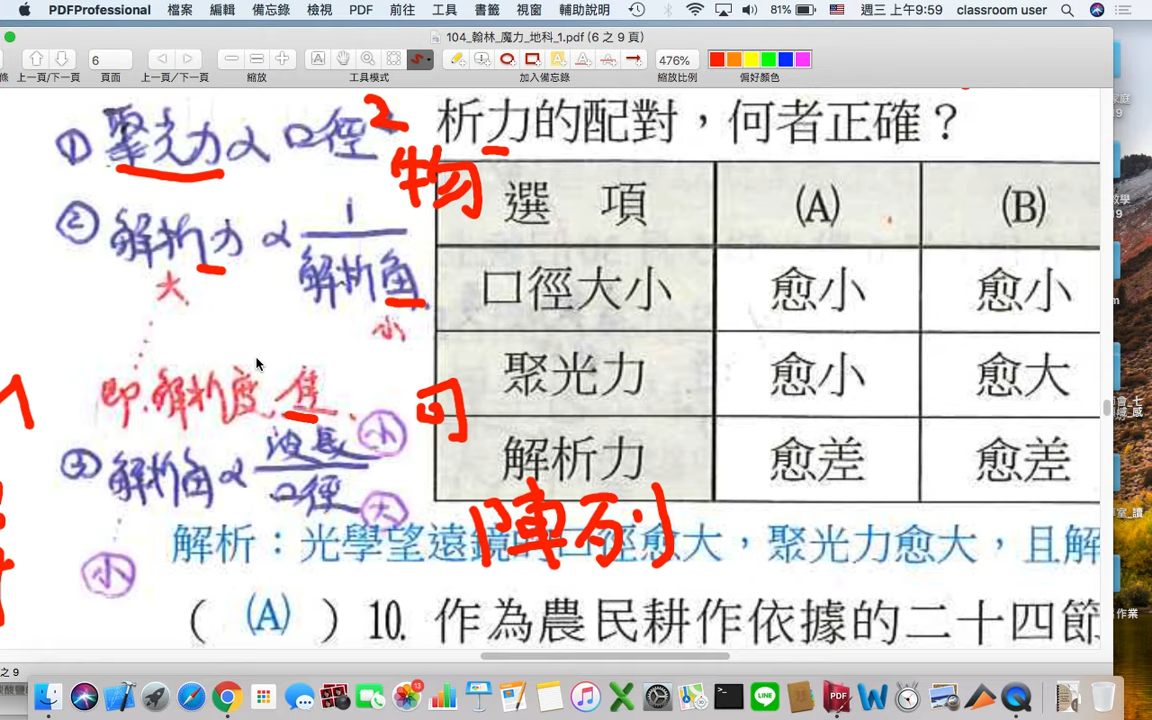 PDFProfessional 檔案 編輯 備忘錄 檢視 PDF 前往 工具 書籤 視窗 輔助說明 81% 週三 上午9:59 classroom user
104_翰林_魔力_地科_1.pdf (6 之 9 頁)
6 476%
上一頁/下一頁 頁面 上一頁/下一頁 縮放 工具模式 加入備忘錄 縮放比例 偏好顏色
① 聚光力 ∝ 口徑²
物
② 解析力 ∝ 1/解析角
大
小
即 解析度 佳
可
③ 解析角 ∝ 波長/口徑
小
大
小
陣列
析力的配對，何者正確？
選 項 (A) (B)
口徑大小 愈小 愈小
聚光力 愈小 愈大
解析力 愈差 愈差
解析：光學望遠鏡的口徑愈大，聚光力愈大，且解
( (A) ) 10. 作為農民耕作依據的二十四節
之 9